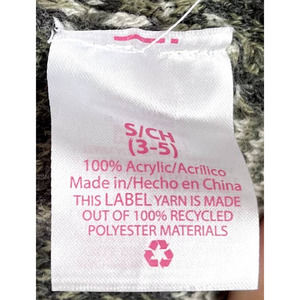 S/CH
(3-5)
100% Acrylic/Acrílico
Made in/Hecho en China
THIS LABEL YARN IS MADE
OUT OF 100% RECYCLED
POLYESTER MATERIALS